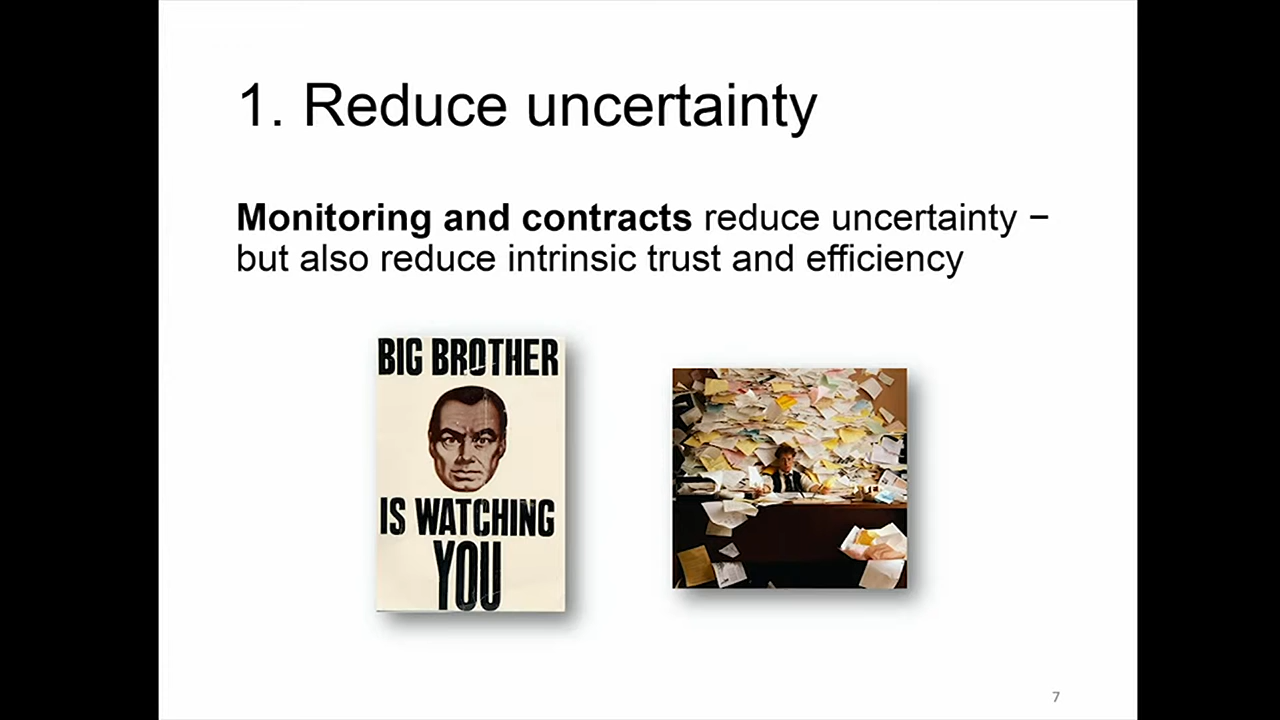 1. Reduce uncertainty
Monitoring and contracts reduce uncertainty −
but also reduce intrinsic trust and efficiency
BIG BROTHER
IS WATCHING
YOU
7